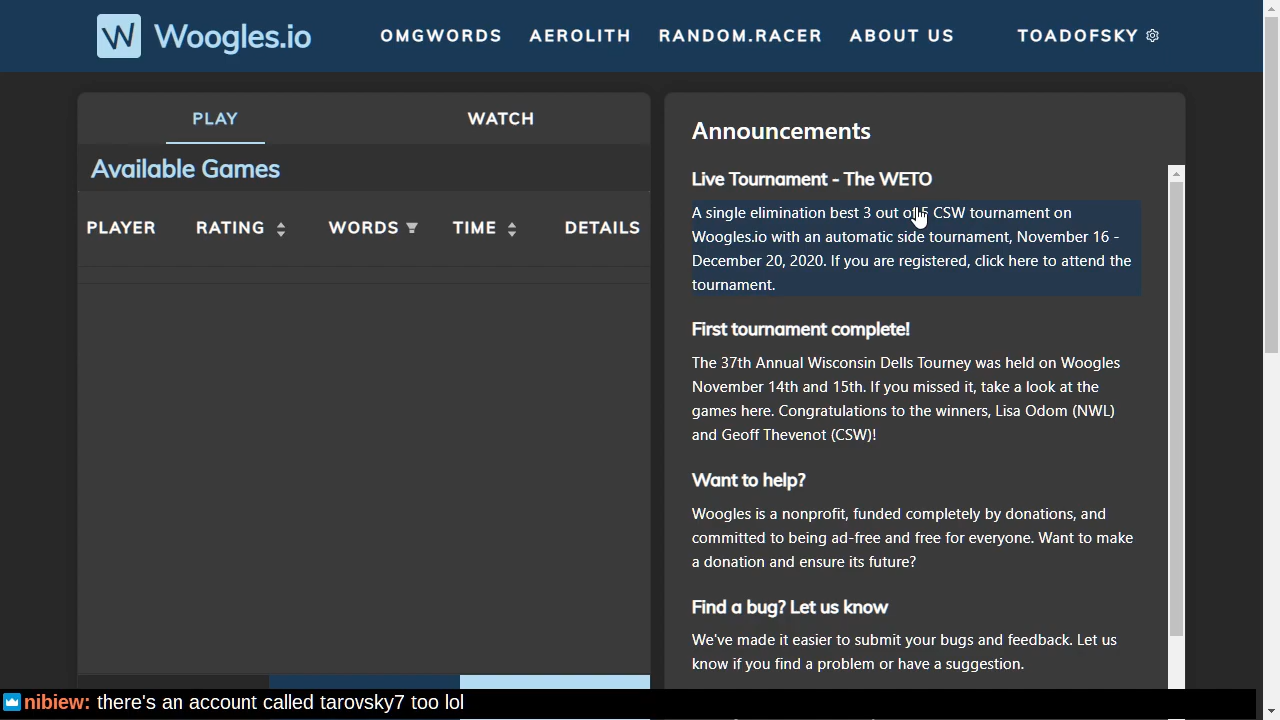 W Woogles.io OMGWORDS AEROLITH RANDOM.RACER ABOUT US TOADOFSKY
PLAY WATCH
Available Games
PLAYER RATING WORDS TIME DETAILS
Announcements
Live Tournament - The WETO
A single elimination best 3 out of 5 CSW tournament on
Woogles.io with an automatic side tournament, November 16 -
December 20, 2020. If you are registered, click here to attend the
tournament.
First tournament complete!
The 37th Annual Wisconsin Dells Tourney was held on Woogles
November 14th and 15th. If you missed it, take a look at the
games here. Congratulations to the winners, Lisa Odom (NWL)
and Geoff Thevenot (CSW)!
Want to help?
Woogles is a nonprofit, funded completely by donations, and
committed to being ad-free and free for everyone. Want to make
a donation and ensure its future?
Find a bug? Let us know
We've made it easier to submit your bugs and feedback. Let us
know if you find a problem or have a suggestion.
nibiew: there's an account called tarovsky7 too lol